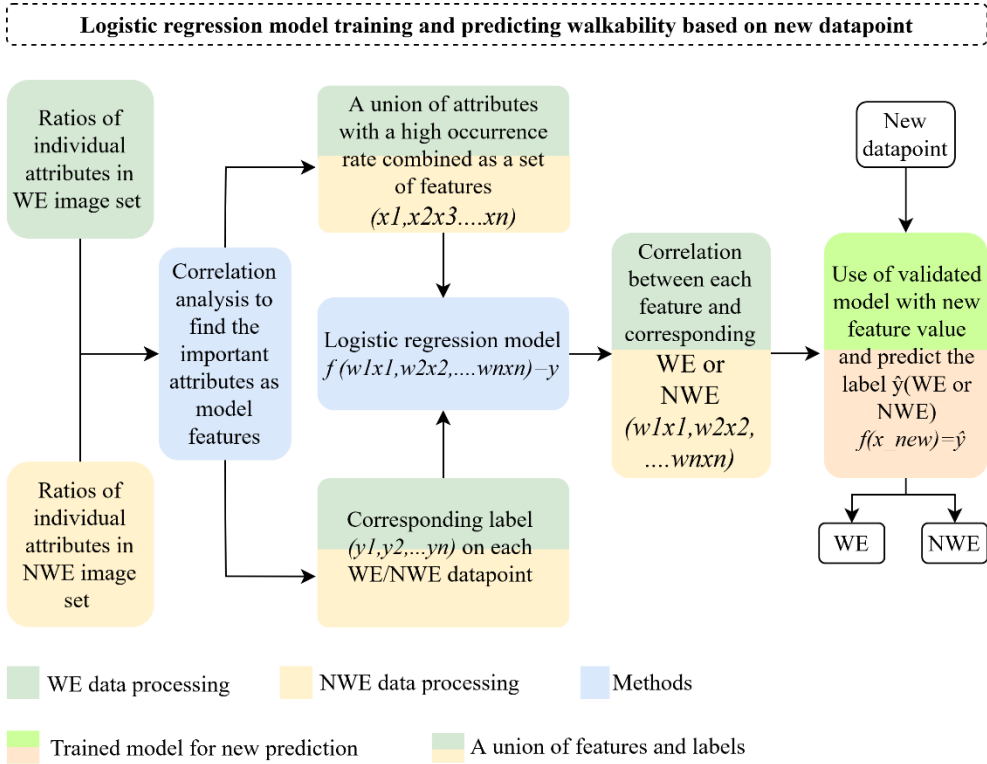 Logistic regression model training and predicting walkability based on new datapoint
Ratios of
individual
attributes in
WE image set
Ratios of
individual
attributes in
NWE image
set
Correlation
analysis to
find the
important
attributes as
model
features
A union of attributes
with a high occurrence
rate combined as a set
of features
(x1,x2x3....xn)
Logistic regression model
f (w1x1,w2x2,....wnxn)−y
Corresponding label
(y1,y2,...yn) on each
WE/NWE datapoint
Correlation
between each
feature and
corresponding
WE or
NWE
(w1x1,w2x2,
....wnxn)
New
datapoint
Use of validated
model with new
feature value
and predict the
label ŷ(WE or
NWE)
f(x_new)=ŷ
WE
NWE
WE data processing
NWE data processing
Methods
Trained model for new prediction
A union of features and labels